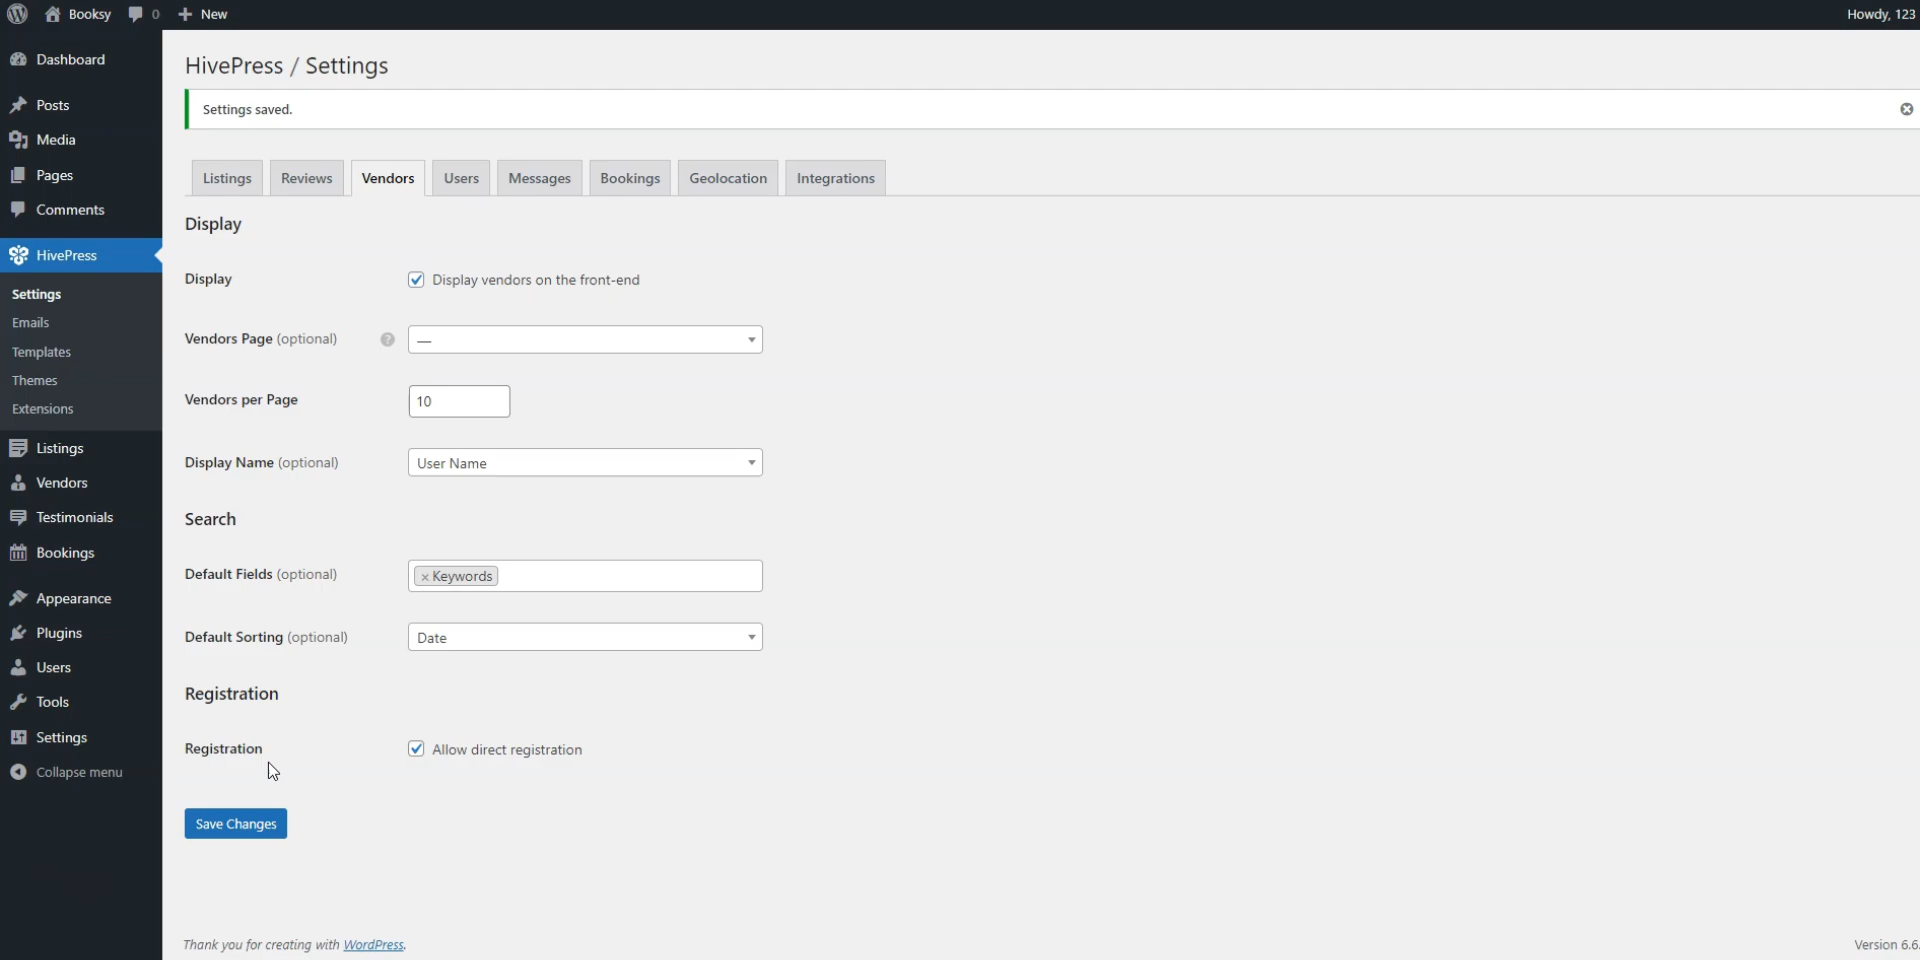 Booksy 0 New Howdy, 123
Dashboard
Posts
Media
Pages
Comments
HivePress
Settings
Emails
Templates
Themes
Extensions
Listings
Vendors
Testimonials
Bookings
Appearance
Plugins
Users
Tools
Settings
Collapse menu
HivePress / Settings
Settings saved.
Listings Reviews Vendors Users Messages Bookings Geolocation Integrations
Display
Display Display vendors on the front-end
Vendors Page (optional) ? —
Vendors per Page 10
Display Name (optional) User Name
Search
Default Fields (optional) × Keywords
Default Sorting (optional) Date
Registration
Registration Allow direct registration
Save Changes
Thank you for creating with WordPress. Version 6.6.